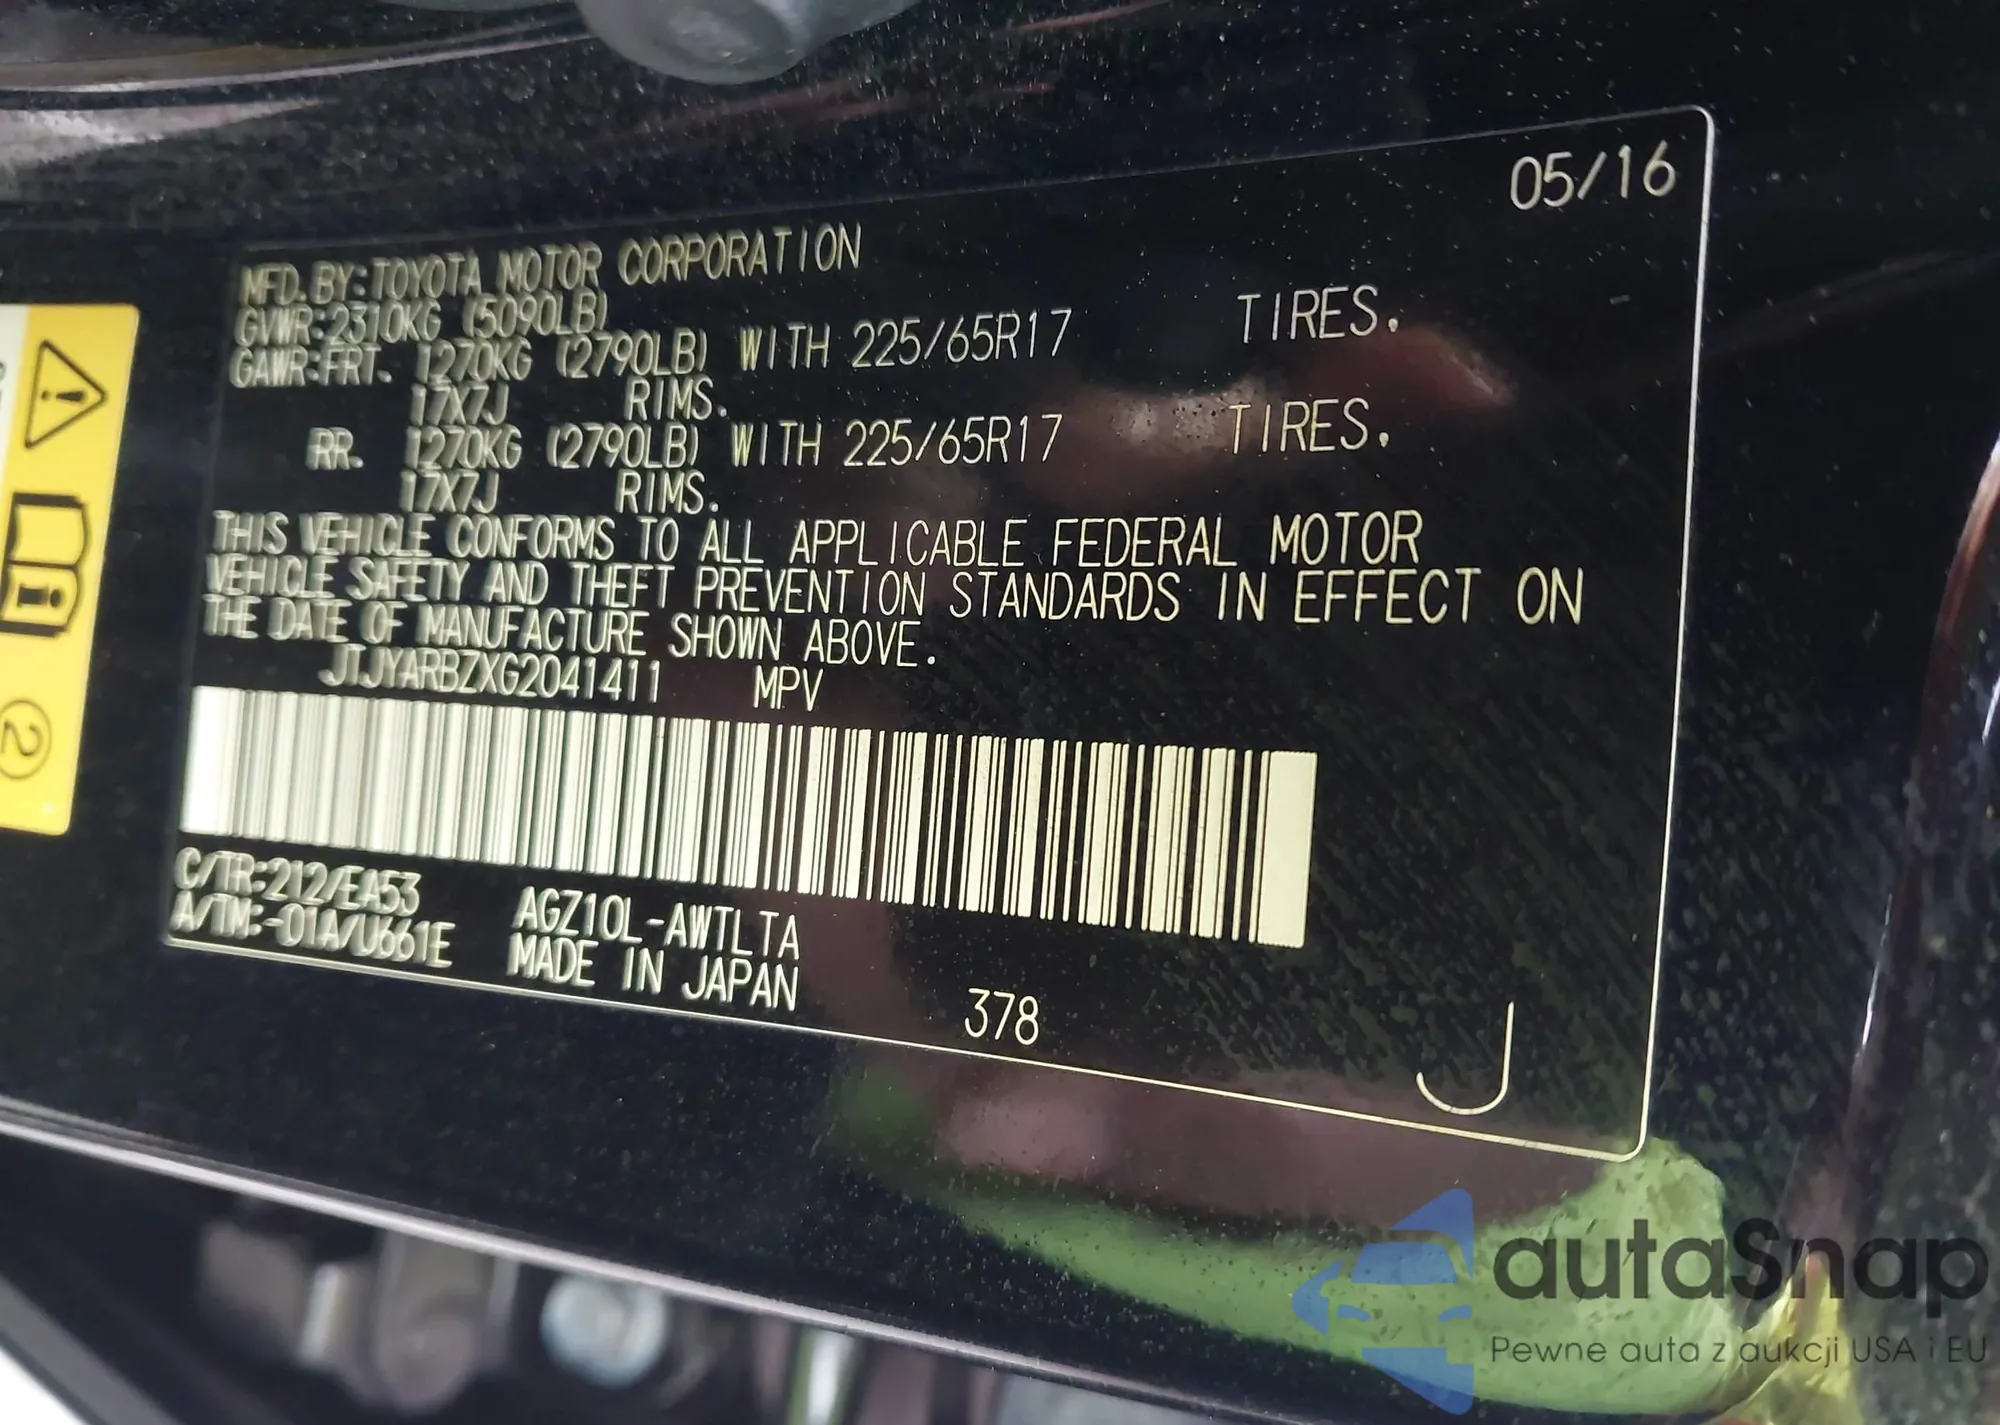 05/16
MFD. BY: TOYOTA MOTOR CORPORATION
GVWR: 2310KG (5090LB)
GAWR: FRT. 1270KG (2790LB) WITH 225/65R17 TIRES.
17X7J RIMS.
RR. 1270KG (2790LB) WITH 225/65R17 TIRES.
17X7J RIMS.
THIS VEHICLE CONFORMS TO ALL APPLICABLE FEDERAL MOTOR
VEHICLE SAFETY AND THEFT PREVENTION STANDARDS IN EFFECT ON
THE DATE OF MANUFACTURE SHOWN ABOVE.
JTJYARBZXG2041411 MPV
C/TR: 212/EA53 AGZ10L-AWTLTA
A/TM: -01A/U661E MADE IN JAPAN
378
J
2
autaSnap
Pewne auta z aukcji USA i EU